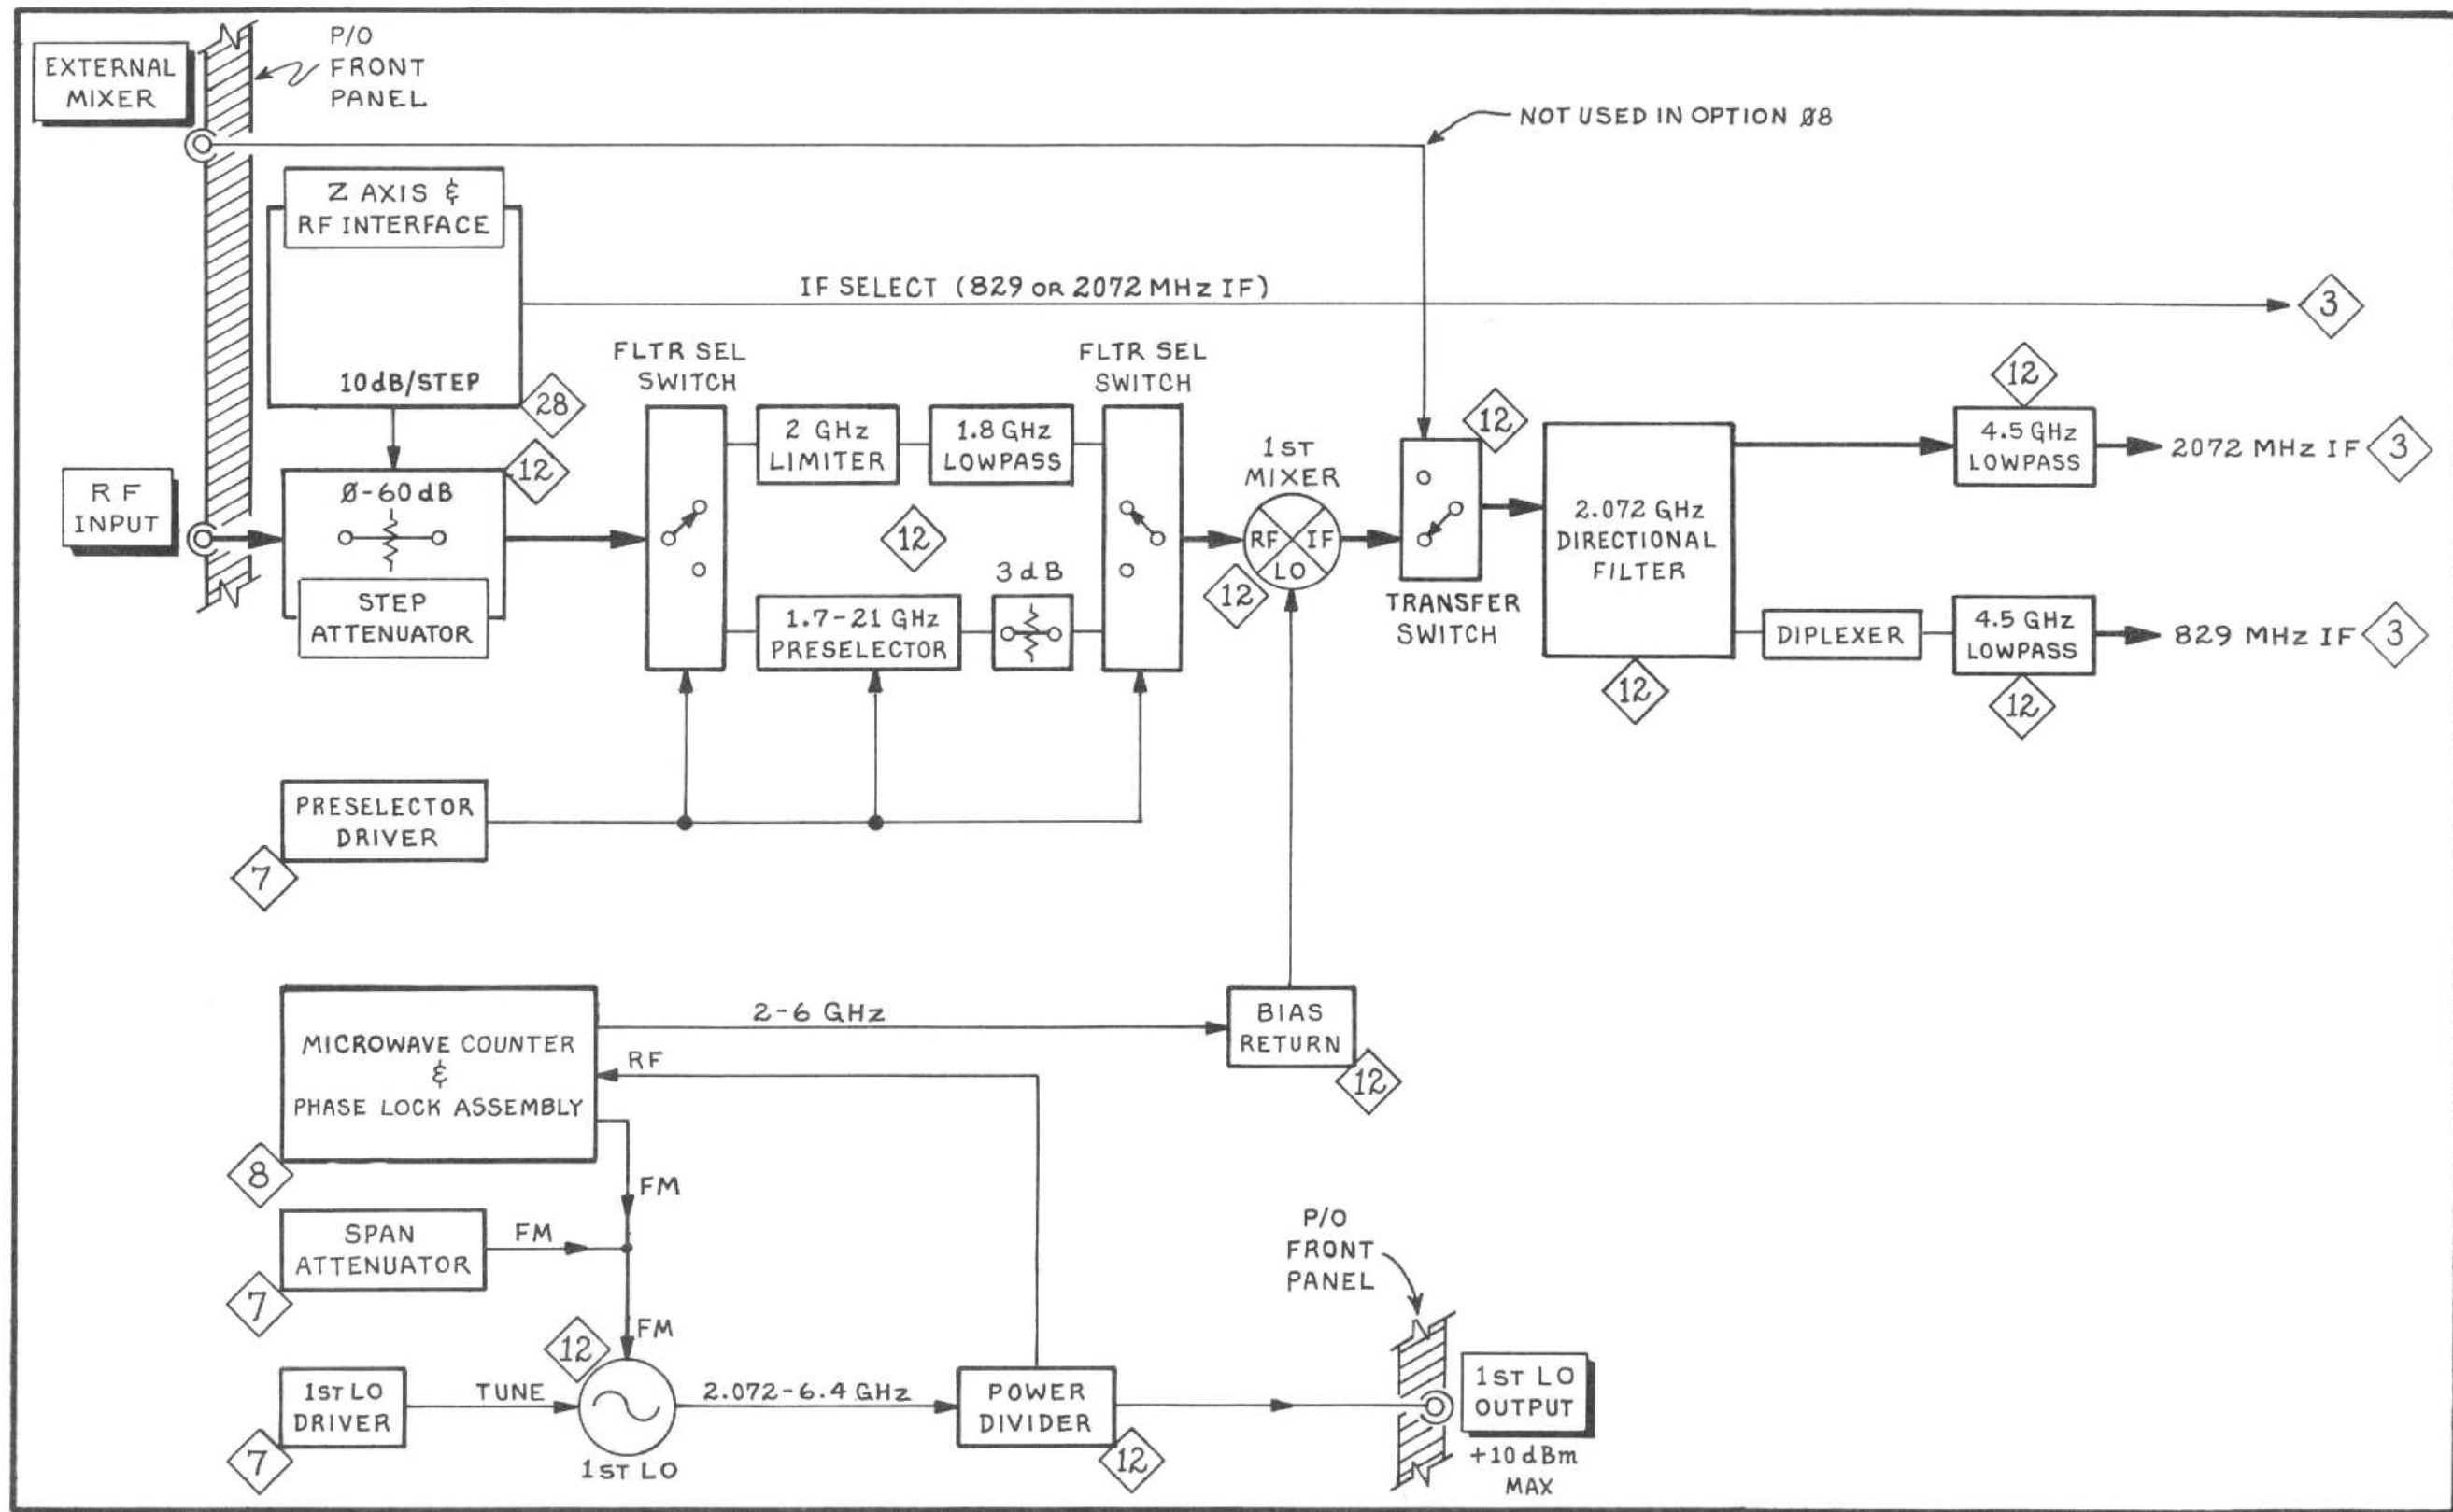 EXTERNAL
MIXER
P/O
FRONT
PANEL
NOT USED IN OPTION Ø8
Z AXIS &
RF INTERFACE
10dB/STEP
28
IF SELECT (829 OR 2072 MHz IF)
3
RF
INPUT
Ø-60dB
STEP
ATTENUATOR
12
FLTR SEL
SWITCH
2 GHz
LIMITER
1.8 GHz
LOWPASS
12
1.7-21 GHz
PRESELECTOR
3dB
FLTR SEL
SWITCH
1ST
MIXER
RF
IF
LO
12
12
TRANSFER
SWITCH
2.072 GHz
DIRECTIONAL
FILTER
12
12
4.5 GHz
LOWPASS
2072 MHz IF
3
DIPLEXER
4.5 GHz
LOWPASS
12
829 MHz IF
3
PRESELECTOR
DRIVER
7
MICROWAVE COUNTER
&
PHASE LOCK ASSEMBLY
8
2-6 GHz
RF
BIAS
RETURN
12
FM
SPAN
ATTENUATOR
7
FM
FM
12
1ST LO
DRIVER
7
TUNE
1ST LO
2.072-6.4 GHz
POWER
DIVIDER
12
P/O
FRONT
PANEL
1ST LO
OUTPUT
+10dBm
MAX